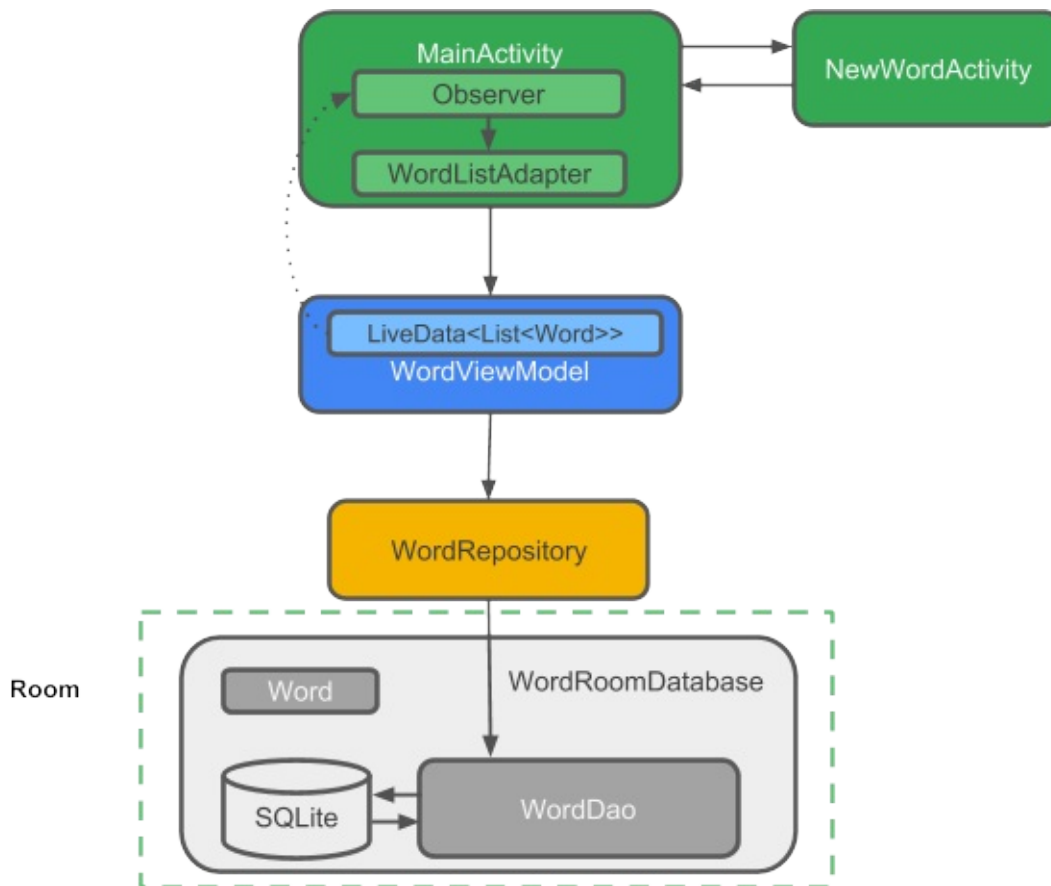 MainActivity
NewWordActivity
Observer
WordListAdapter
LiveData<List<Word>>
WordViewModel
WordRepository
Room
Word
WordRoomDatabase
SQLite
WordDao